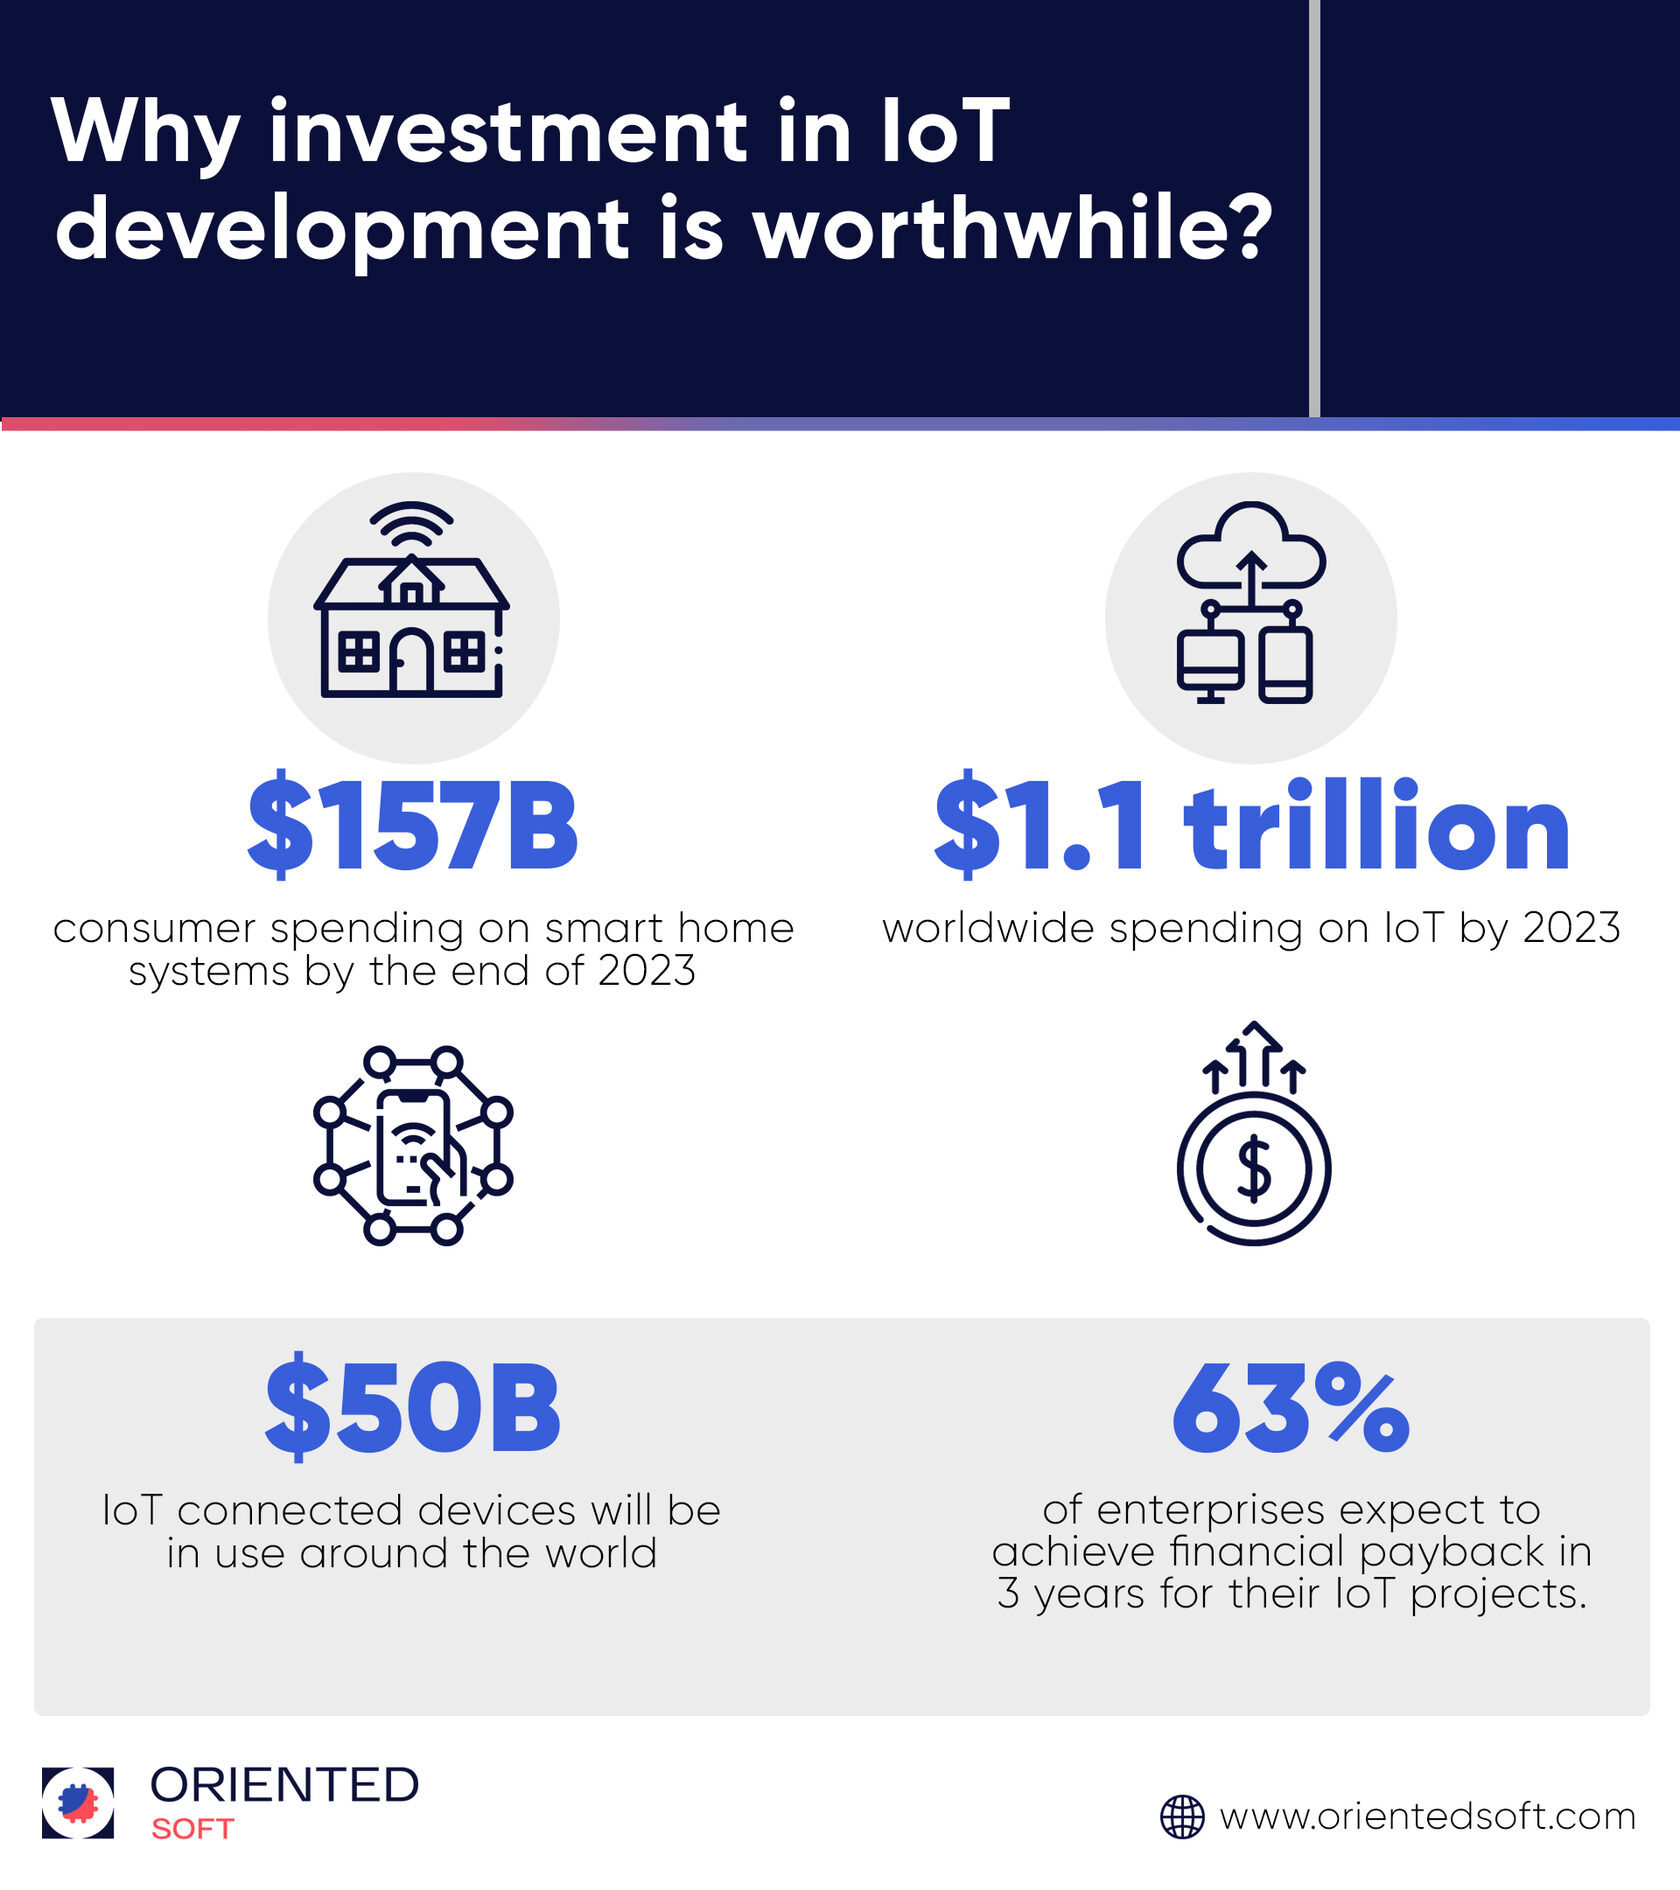 Why investment in IoT
development is worthwhile?
$157B
consumer spending on smart home
systems by the end of 2023
$1.1 trillion
worldwide spending on IoT by 2023
$50B
IoT connected devices will be
in use around the world
63%
of enterprises expect to
achieve financial payback in
3 years for their IoT projects.
ORIENTED
SOFT
www.orientedsoft.com